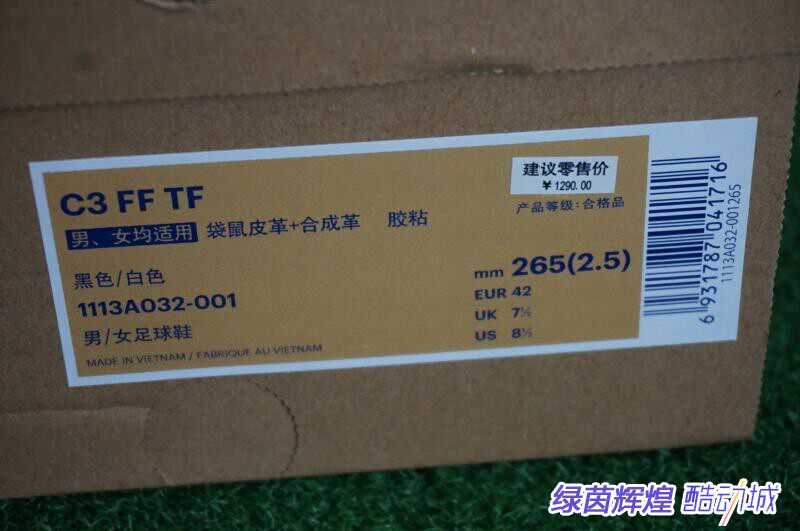 C3 FF TF
男、女均适用 袋鼠皮革+合成革 胶粘
黑色/白色
1113A032-001
男/女足球鞋
MADE IN VIETNAM / FABRIQUE AU VIETNAM
建议零售价
¥1290.00
产品等级:合格品
mm 265(2.5)
EUR 42
UK 7½
US 8½
6 931787 041716
1113A032-001265
绿茵辉煌 酷动城